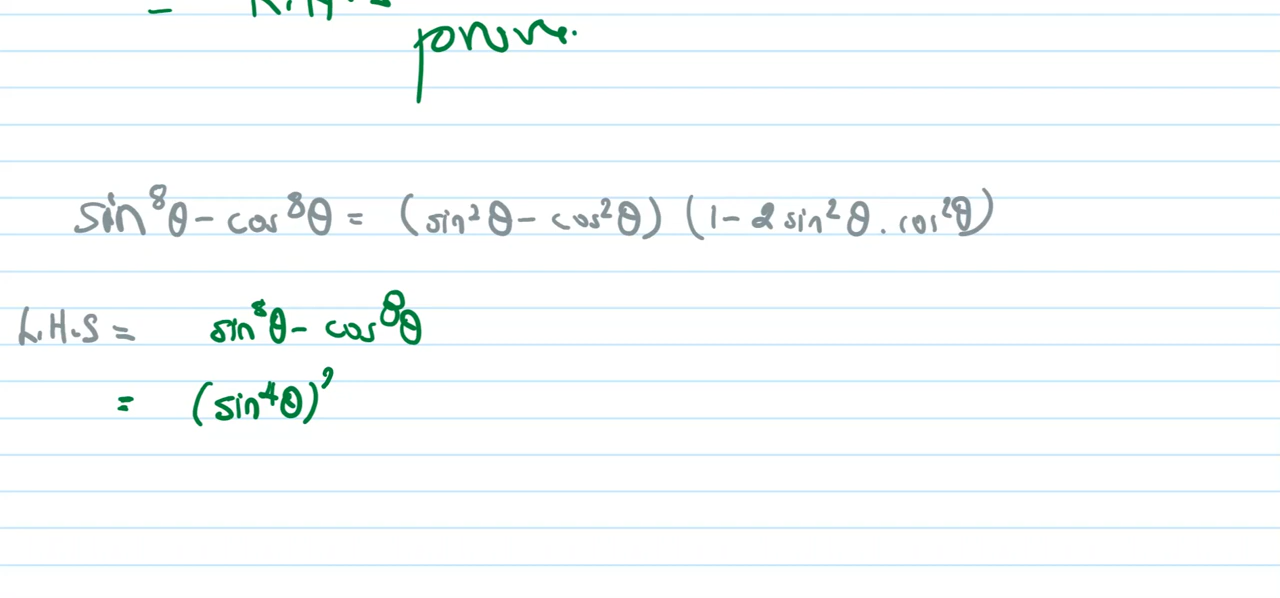 = R.H.S
prove.
sin⁸θ - cos⁸θ = (sin²θ - cos²θ) (1 - 2 sin²θ . cos²θ)
L.H.S = sin⁸θ - cos⁸θ
= (sin⁴θ)²